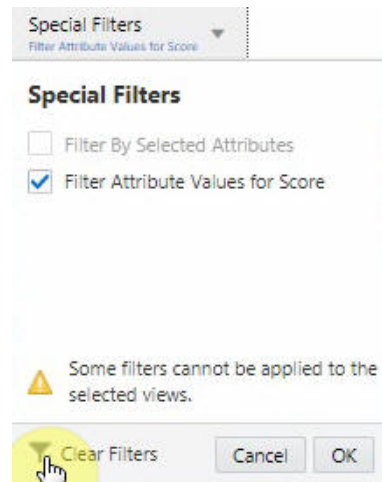 Special Filters
Filter Attribute Values for Score
Special Filters
Filter By Selected Attributes
Filter Attribute Values for Score
Some filters cannot be applied to the
selected views.
Clear Filters Cancel OK